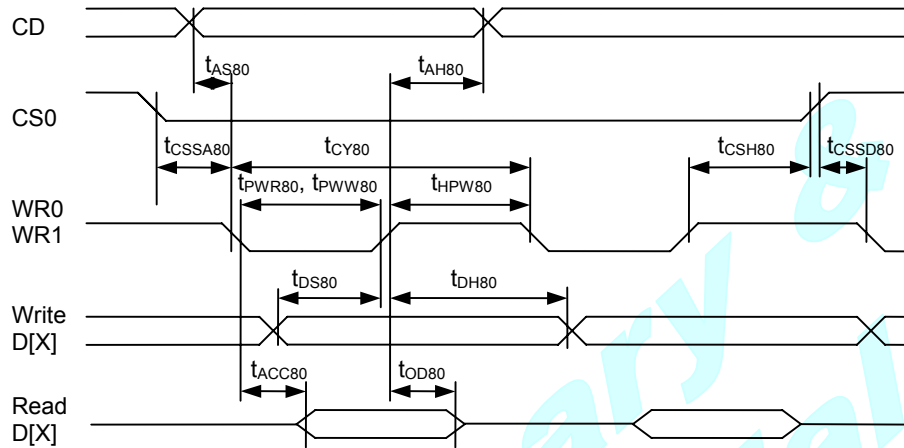 CD
tAS80 tAH80
CS0
tCSSA80 tCY80 tCSH80 tCSSD80
tPWR80, tPWW80 tHPW80
WR0
WR1
tDS80 tDH80
Write
D[X]
tACC80 tOD80
Read
D[X]